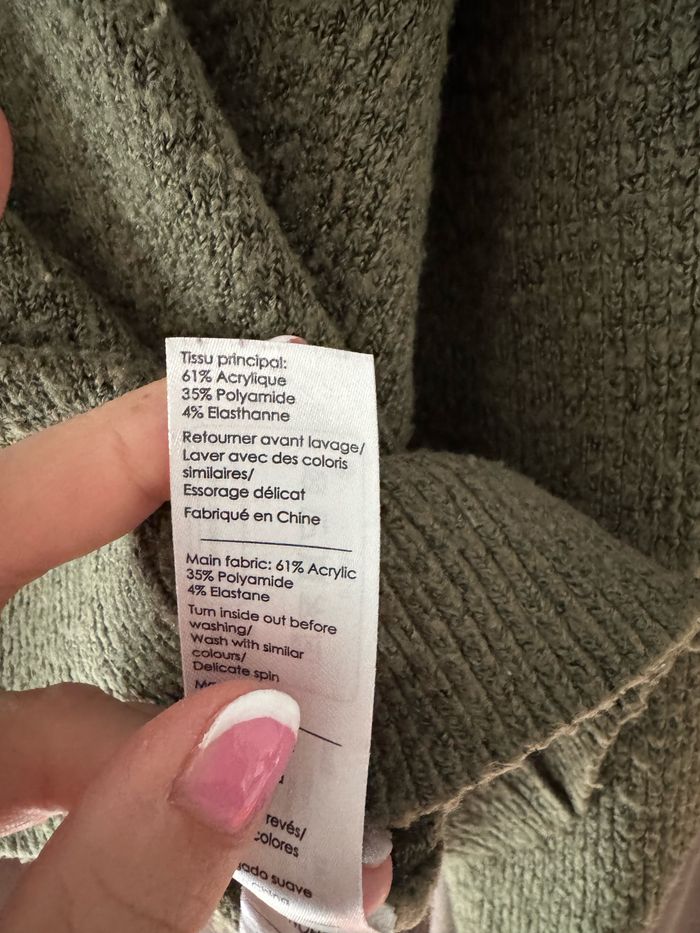 Tissu principal:
61% Acrylique
35% Polyamide
4% Elasthanne
Retourner avant lavage/
Laver avec des coloris
similaires/
Essorage délicat
Fabriqué en Chine
Main fabric: 61% Acrylic
35% Polyamide
4% Elastane
Turn inside out before
washing/
Wash with similar
colours/
Delicate spin
revés/
colores
suave